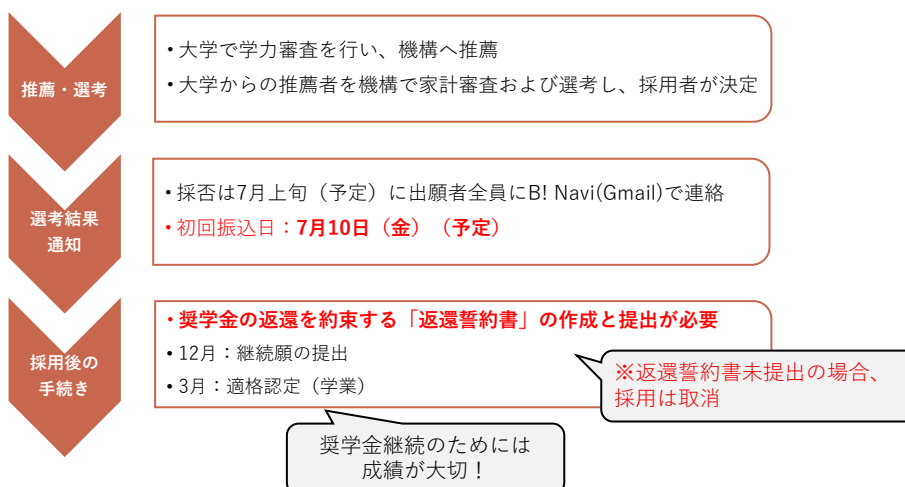 推薦・選考
・大学で学力審査を行い、機構へ推薦
・大学からの推薦者を機構で家計審査および選考し、採用者が決定
選考結果
通知
・採否は7月上旬（予定）に出願者全員にB! Navi(Gmail)で連絡
・初回振込日：7月10日（金）（予定）
採用後の
手続き
・奨学金の返還を約束する「返還誓約書」の作成と提出が必要
・12月：継続願の提出
・3月：適格認定（学業）
※返還誓約書未提出の場合、
採用は取消
奨学金継続のためには
成績が大切！